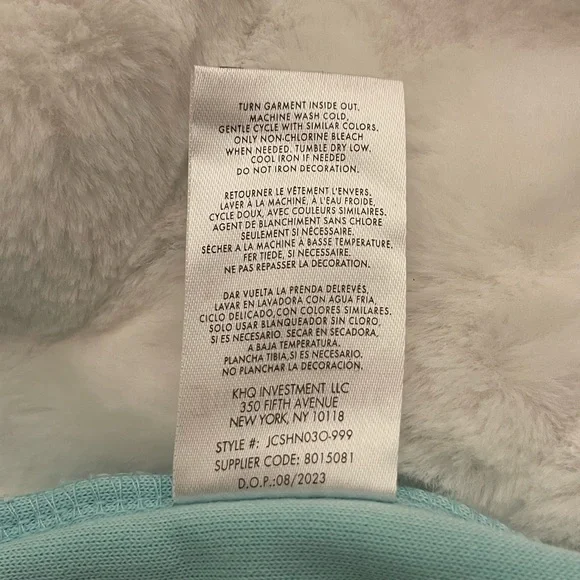 TURN GARMENT INSIDE OUT.
MACHINE WASH COLD,
GENTLE CYCLE WITH SIMILAR COLORS.
ONLY NON-CHLORINE BLEACH
WHEN NEEDED. TUMBLE DRY LOW.
COOL IRON IF NEEDED
DO NOT IRON DECORATION.
RETOURNER LE VÊTEMENT L'ENVERS.
LAVER À LA MACHINE, À L'EAU FROIDE,
CYCLE DOUX, AVEC COULEURS SIMILAIRES.
AGENT DE BLANCHIMENT SANS CHLORE
SEULEMENT SI NÉCESSAIRE.
SÉCHER A LA MACHINE À BASSE TEMPERATURE,
FER TIEDE, SI NECESSAIRE.
NE PAS REPASSER LA DECORATION.
DAR VUELTA LA PRENDA DELREVÉS,
LAVAR EN LAVADORA CON AGUA FRIA,
CICLO DELICADO, CON COLORES SIMILARES.
SOLO USAR BLANQUEADOR SIN CLORO,
SI ES NECESARIO. SECAR EN SECADORA,
A BAJA TEMPERATURA.
PLANCHA TIBIA, SI ES NECESARIO.
NO PLANCHAR LA DECORACIÓN.
KHQ INVESTMENT LLC
350 FIFTH AVENUE
NEW YORK, NY 10118
STYLE #: JCSHN03O-999
SUPPLIER CODE: 8015081
D.O.P.:08/2023